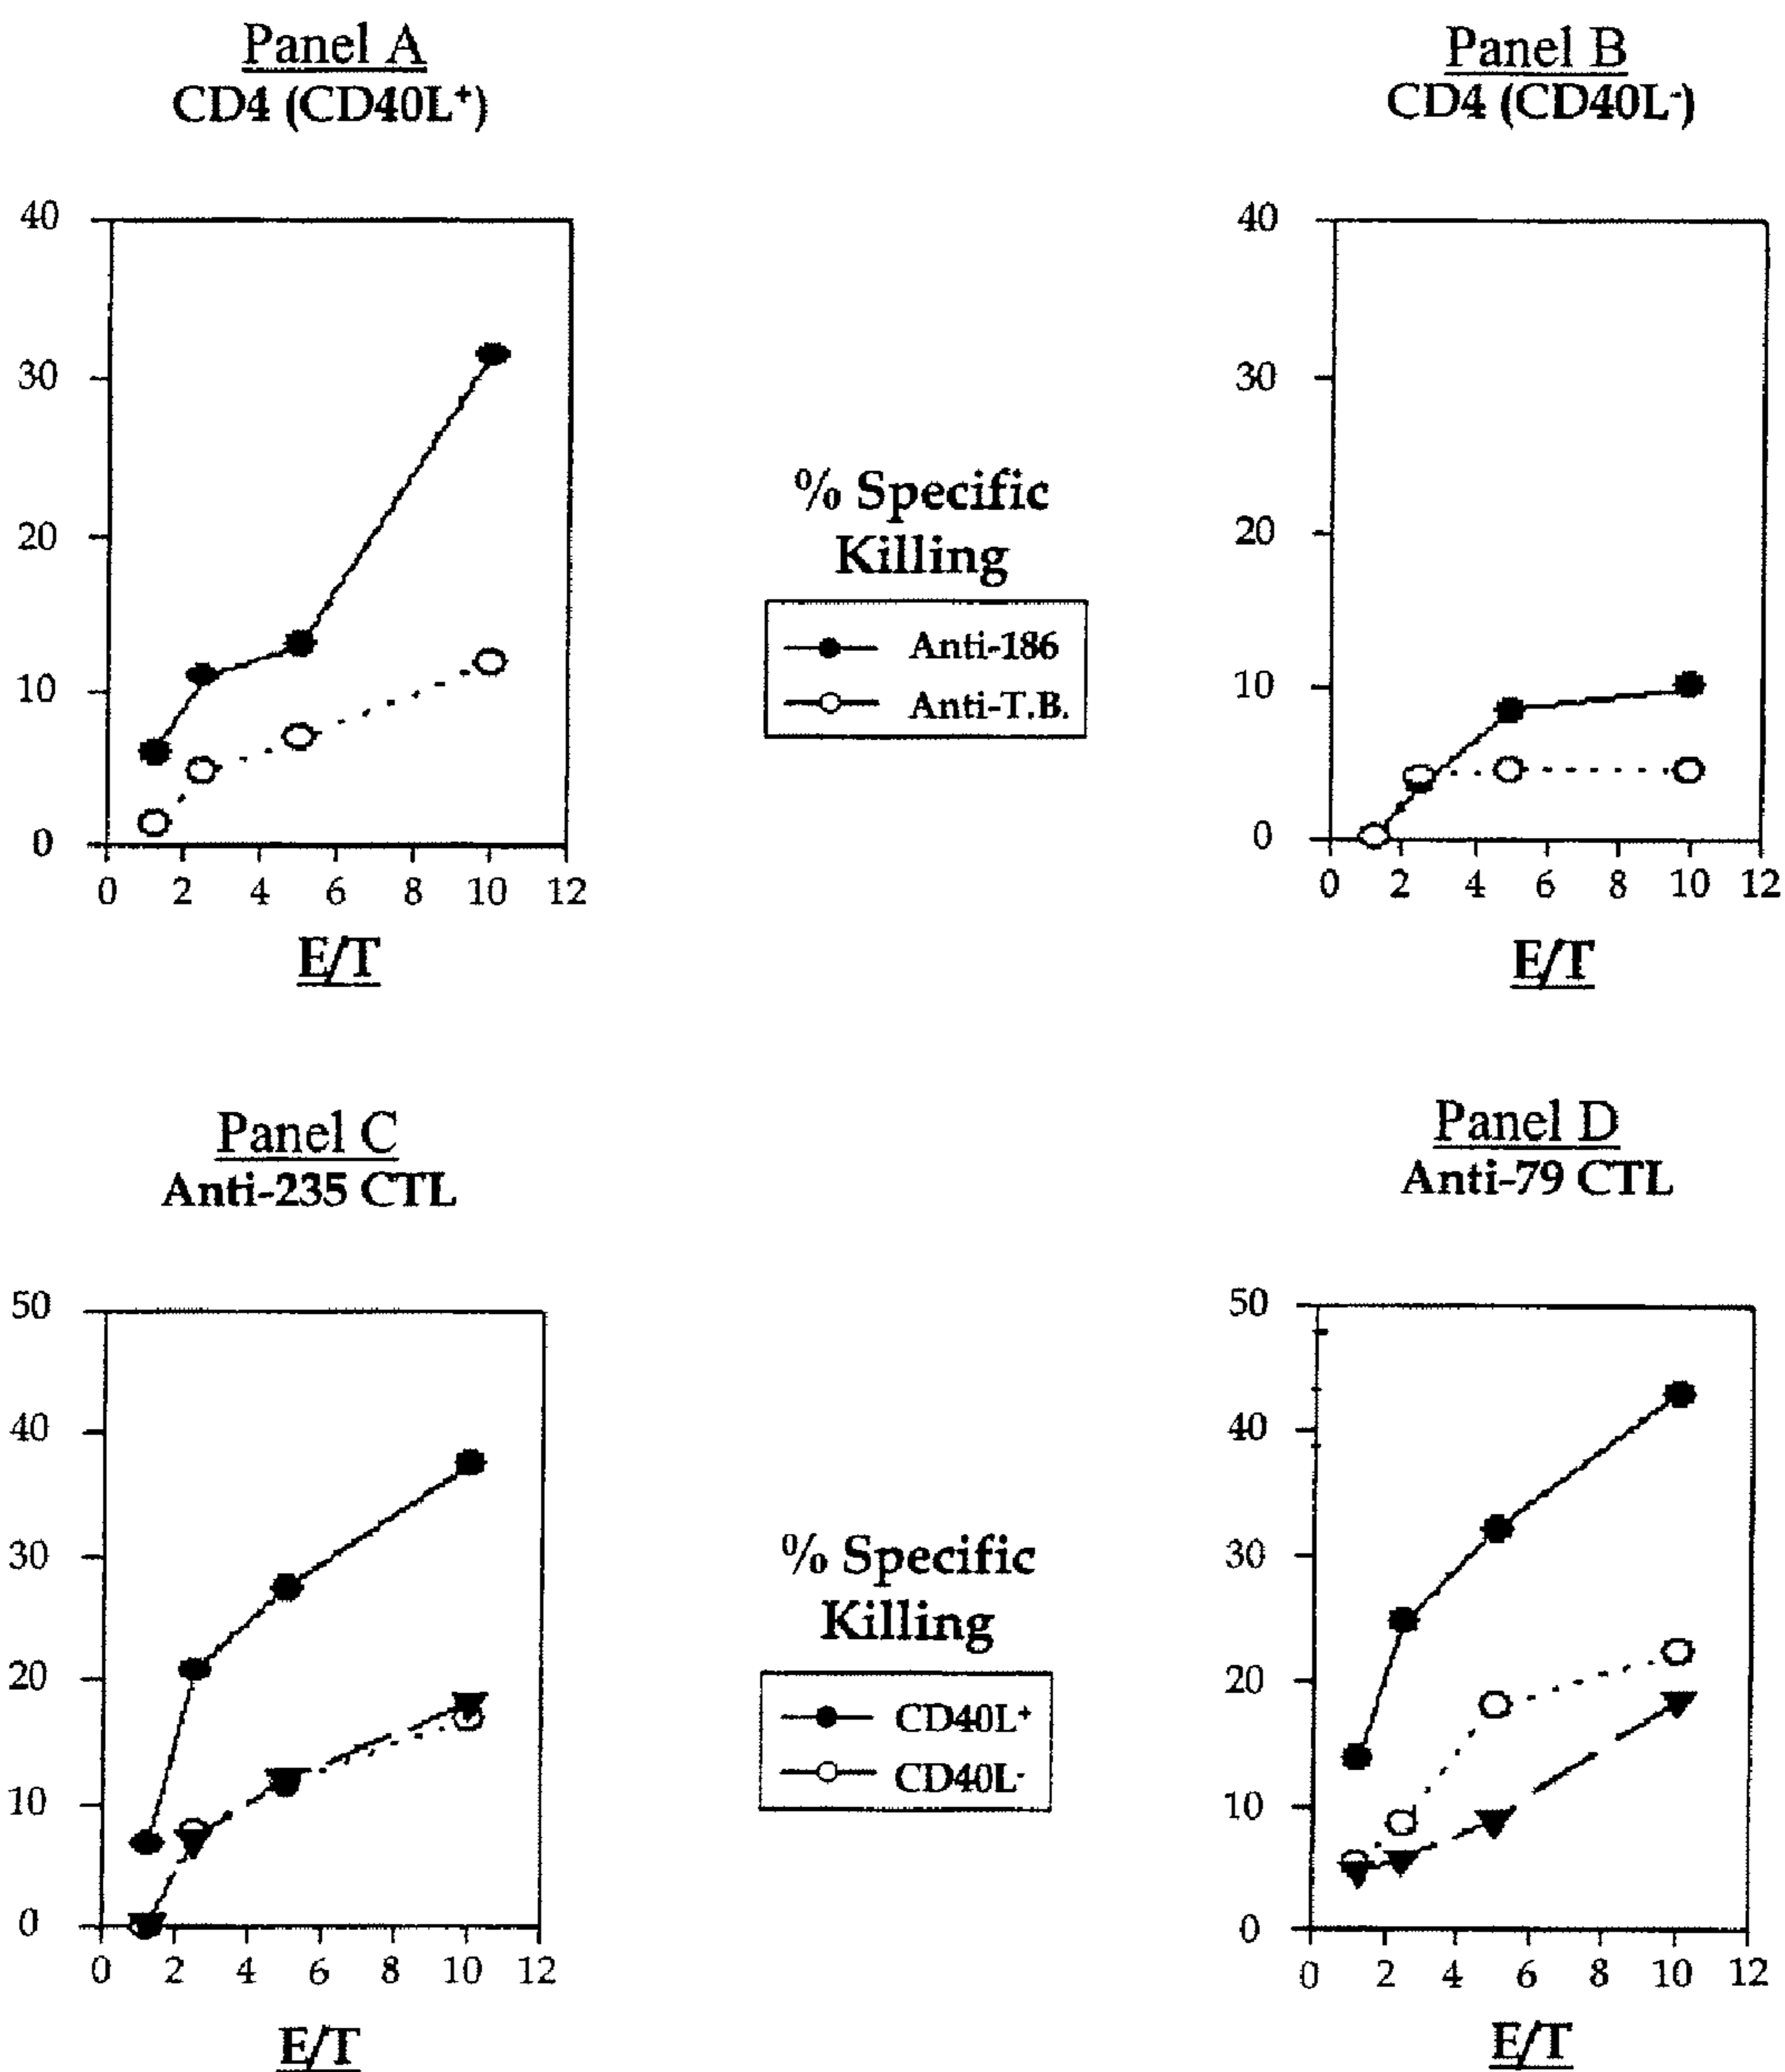 Panel A
CD4 (CD40L⁺)
Panel B
CD4 (CD40L⁻)
40
30
20
10
0
0 2 4 6 8 10 12
E/T
% Specific
Killing
Anti-186
Anti-T.B.
40
30
20
10
0
0 2 4 6 8 10 12
E/T
Panel C
Anti-235 CTL
Panel D
Anti-79 CTL
50
40
30
20
10
0
0 2 4 6 8 10 12
E/T
% Specific
Killing
CD40L⁺
CD40L⁻
50
40
30
20
10
0
0 2 4 6 8 10 12
E/T